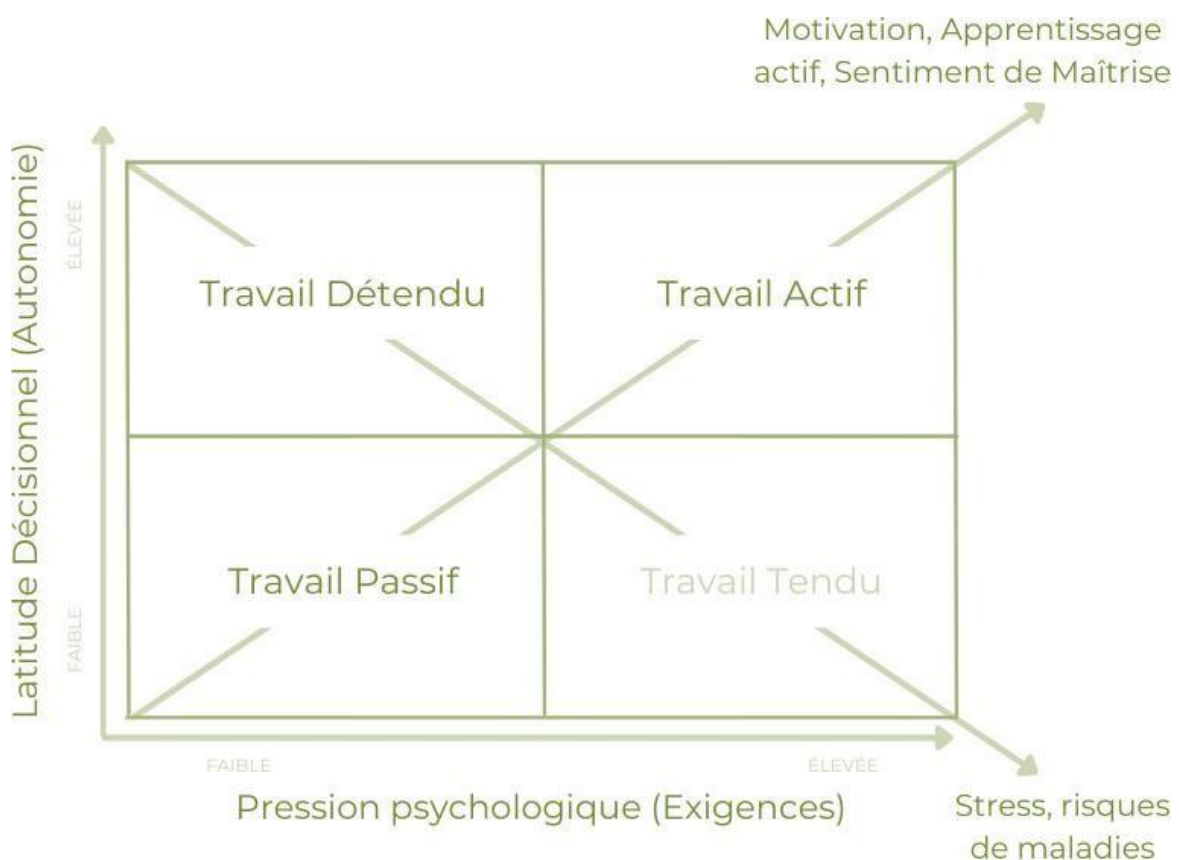 Motivation, Apprentissage
actif, Sentiment de Maîtrise
Latitude Décisionnel (Autonomie)
ÉLEVÉE
FAIBLE
Travail Détendu
Travail Actif
Travail Passif
Travail Tendu
FAIBLE
ÉLEVÉE
Pression psychologique (Exigences)
Stress, risques
de maladies